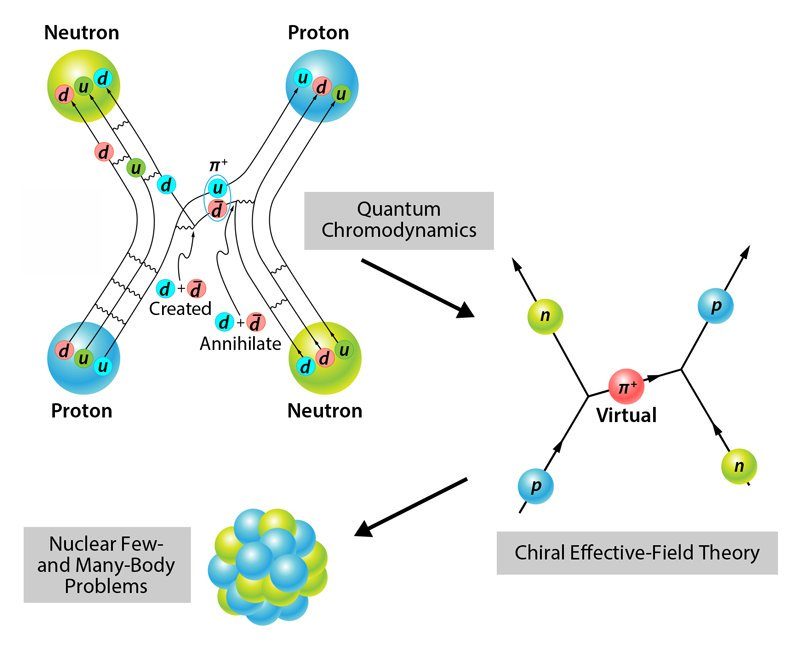 Neutron
Proton
d u d
u d u
d
u
d
π+
u
d̅
Quantum
Chromodynamics
d + d̅
Created
d + d̅
Annihilate
d u u
d d u
Proton
Neutron
n
p
π+
Virtual
p
n
Chiral Effective-Field Theory
Nuclear Few-
and Many-Body
Problems